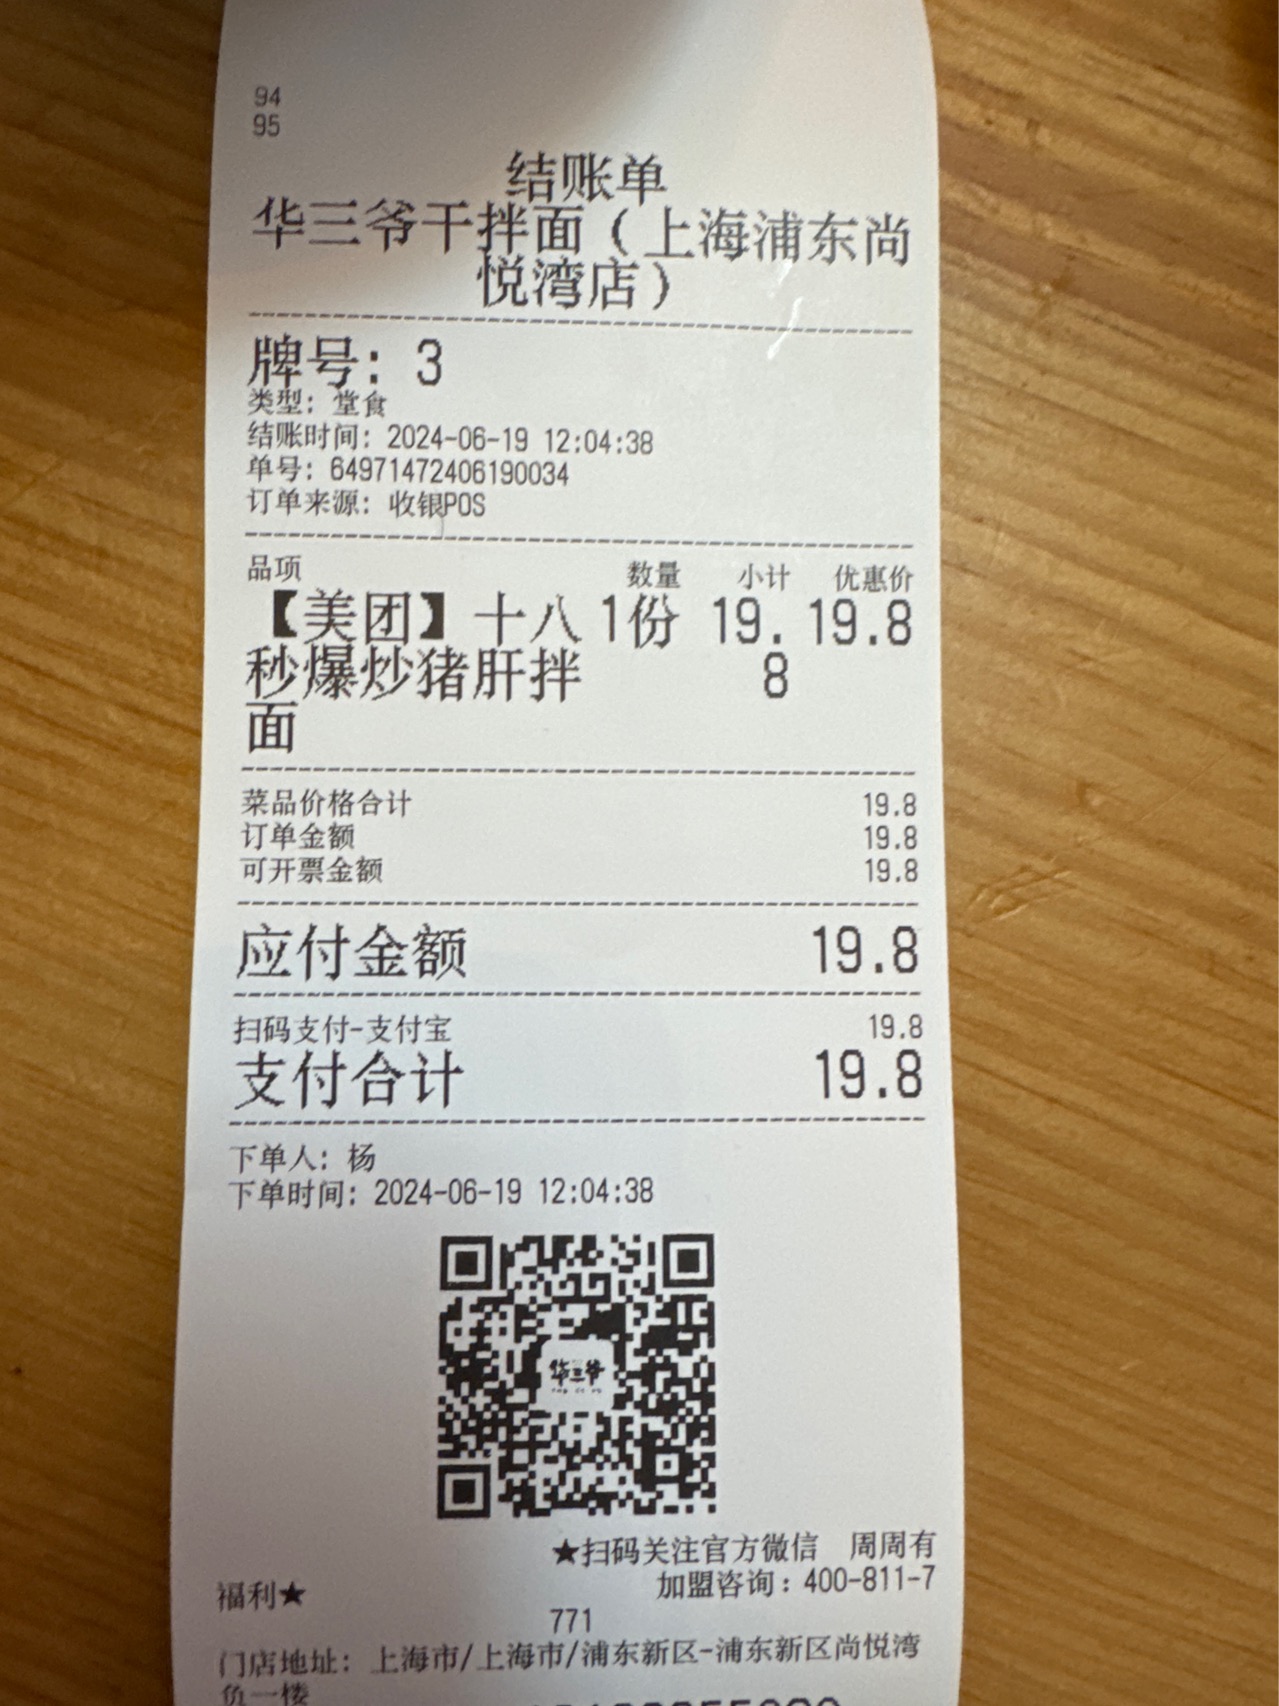 94
95
结账单
华三爷干拌面（上海浦东尚
悦湾店）
牌号：3
类型：堂食
结账时间：2024-06-19 12:04:38
单号：64971472406190034
订单来源：收银POS
品项 数量 小计 优惠价
【美团】十八 1份 19. 19.8
秒爆炒猪肝拌 8
面
菜品价格合计 19.8
订单金额 19.8
可开票金额 19.8
应付金额 19.8
扫码支付-支付宝 19.8
支付合计 19.8
下单人：杨
下单时间：2024-06-19 12:04:38
华三爷
★扫码关注官方微信 周周有
福利★ 加盟咨询：400-811-7
771
门店地址：上海市/上海市/浦东新区-浦东新区尚悦湾
负一楼